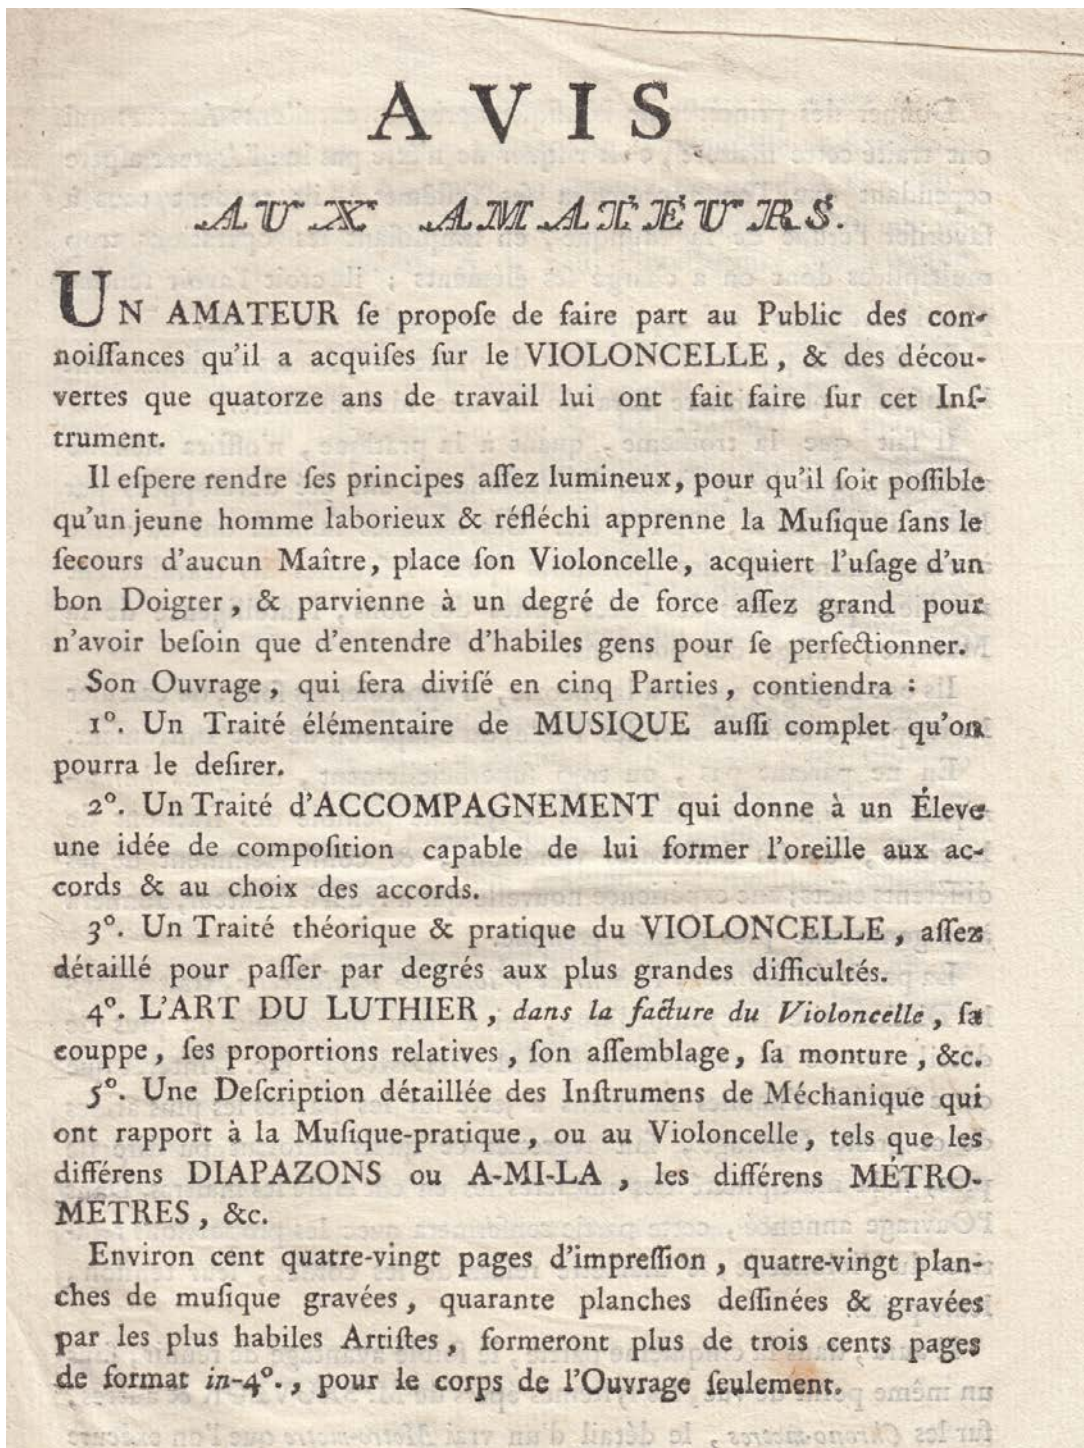 AVIS
AUX AMATEURS.
UN AMATEUR ſe propoſe de faire part au Public des con-
noiſſances qu'il a acquiſes ſur le VIOLONCELLE, & des décou-
vertes que quatorze ans de travail lui ont fait faire ſur cet Inſ-
trument.
Il eſpere rendre ſes principes aſſez lumineux, pour qu'il ſoit poſſible
qu'un jeune homme laborieux & réfléchi apprenne la Muſique ſans le
ſecours d'aucun Maître, place ſon Violoncelle, acquiert l'uſage d'un
bon Doigter, & parvienne à un degré de force aſſez grand pour
n'avoir beſoin que d'entendre d'habiles gens pour ſe perfectionner.
Son Ouvrage, qui ſera diviſé en cinq Parties, contiendra :
1°. Un Traité élémentaire de MUSIQUE auſſi complet qu'on
pourra le deſirer.
2°. Un Traité d'ACCOMPAGNEMENT qui donne à un Éleve
une idée de compoſition capable de lui former l'oreille aux ac-
cords & au choix des accords.
3°. Un Traité théorique & pratique du VIOLONCELLE, aſſez
détaillé pour paſſer par degrés aux plus grandes difficultés.
4°. L'ART DU LUTHIER, dans la facture du Violoncelle, ſa
couppe, ſes proportions relatives, ſon aſſemblage, ſa monture, &c.
5°. Une Deſcription détaillée des Inſtrumens de Méchanique qui
ont rapport à la Muſique-pratique, ou au Violoncelle, tels que les
différens DIAPAZONS ou A-MI-LA, les différens MÉTRO-
METRES, &c.
Environ cent quatre-vingt pages d'impreſſion, quatre-vingt plan-
ches de muſique gravées, quarante planches deſſinées & gravées
par les plus habiles Artiſtes, formeront plus de trois cents pages
de format in-4°., pour le corps de l'Ouvrage ſeulement.